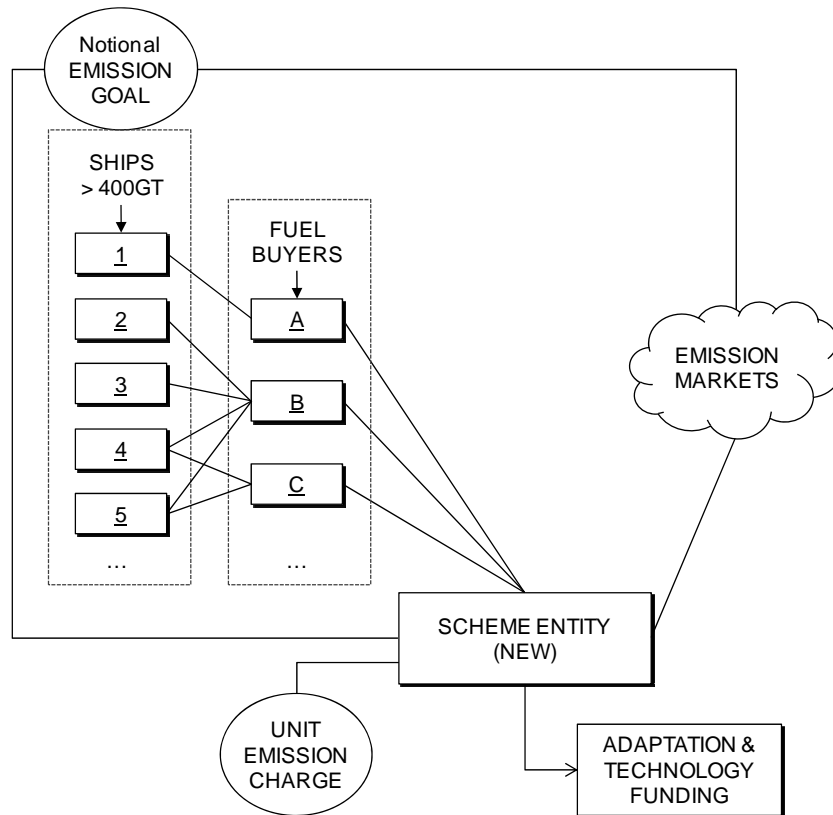 Notional
EMISSION
GOAL
SHIPS
> 400GT
1
2
3
4
5
…
FUEL
BUYERS
A
B
C
…
EMISSION
MARKETS
SCHEME ENTITY
(NEW)
UNIT
EMISSION
CHARGE
ADAPTATION &
TECHNOLOGY
FUNDING